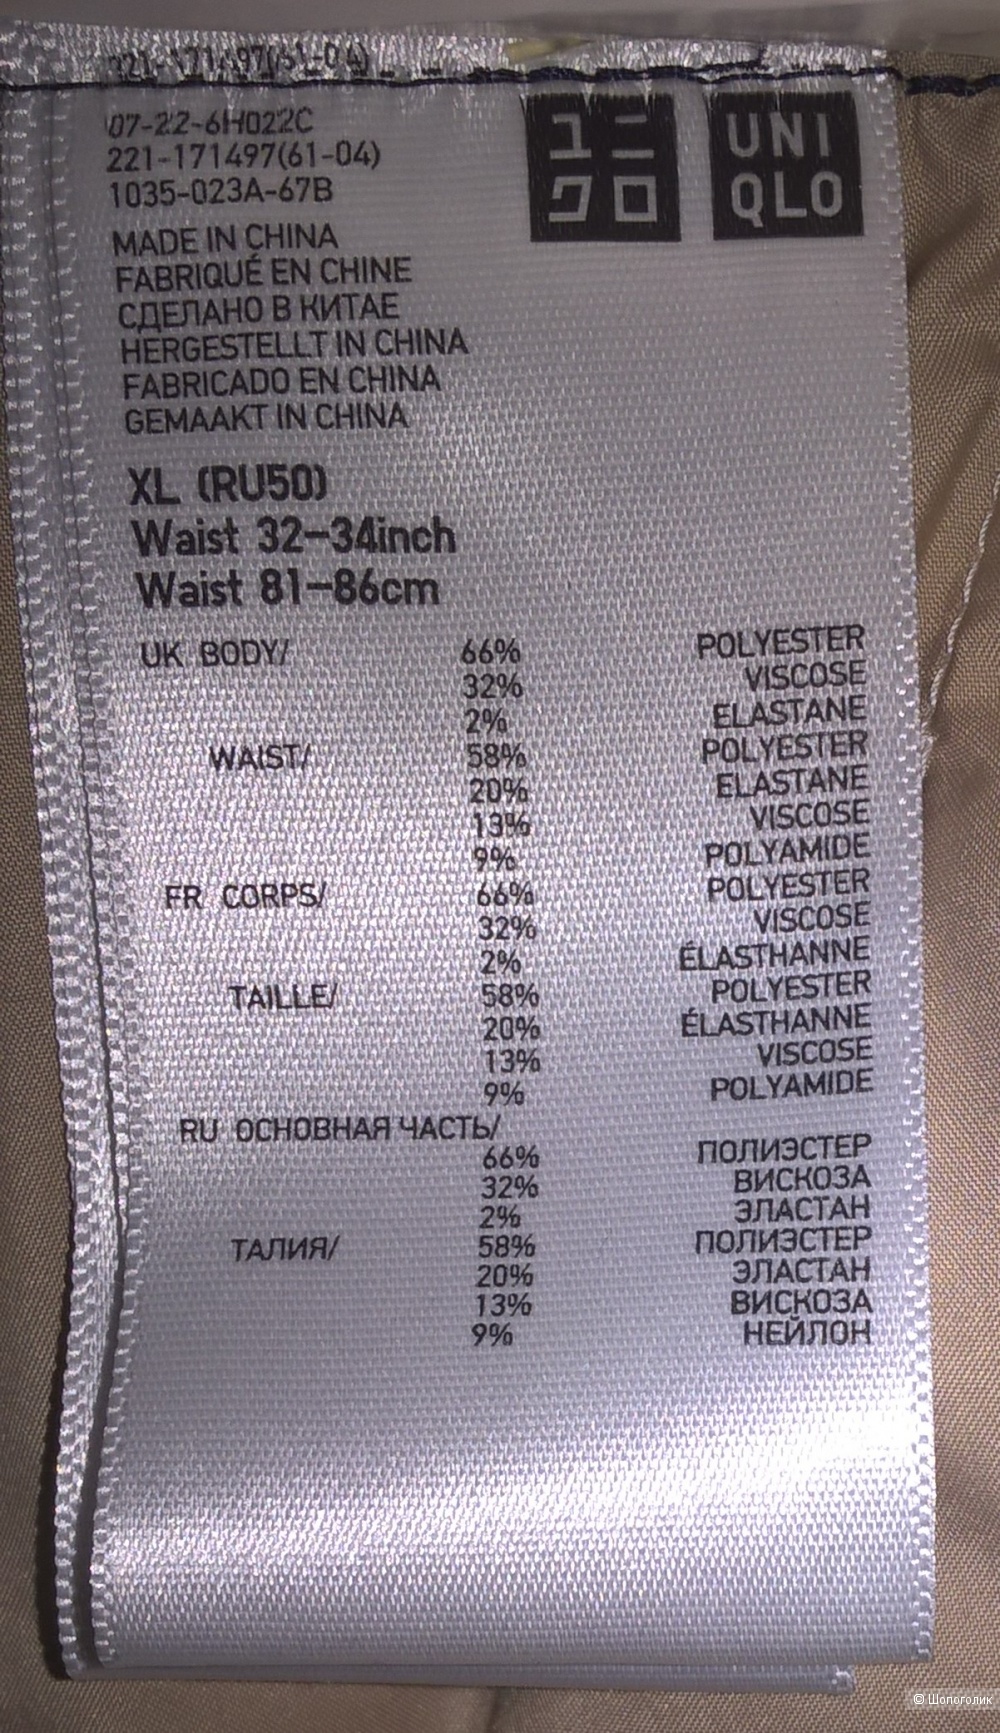 221-171497(61-04)
07-22-6H022C
221-171497(61-04)
1035-023A-67B
ユニ
クロ
UNI
QLO
MADE IN CHINA
FABRIQUÉ EN CHINE
СДЕЛАНО В КИТАЕ
HERGESTELLT IN CHINA
FABRICADO EN CHINA
GEMAAKT IN CHINA
XL (RU50)
Waist 32-34inch
Waist 81-86cm
UK BODY/ 66% POLYESTER
32% VISCOSE
2% ELASTANE
WAIST/ 58% POLYESTER
20% ELASTANE
13% VISCOSE
9% POLYAMIDE
FR CORPS/ 66% POLYESTER
32% VISCOSE
2% ÉLASTHANNE
TAILLE/ 58% POLYESTER
20% ÉLASTHANNE
13% VISCOSE
9% POLYAMIDE
RU ОСНОВНАЯ ЧАСТЬ/
66% ПОЛИЭСТЕР
32% ВИСКОЗА
2% ЭЛАСТАН
ТАЛИЯ/ 58% ПОЛИЭСТЕР
20% ЭЛАСТАН
13% ВИСКОЗА
9% НЕЙЛОН
© Шопоголик